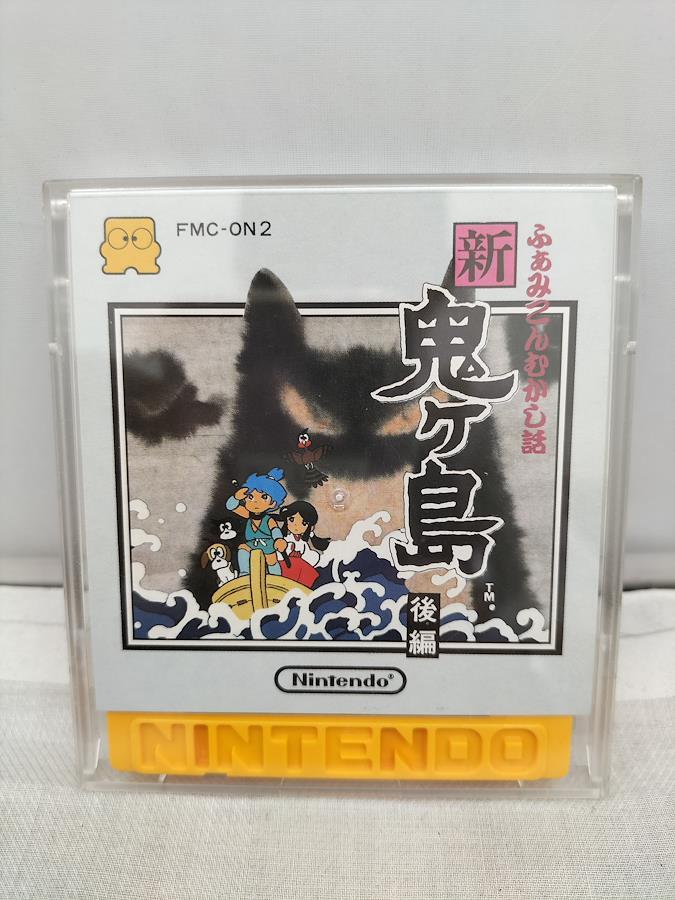 FMC-ON2
ふぁみこんむかし話
新
鬼ヶ島
TM.
後編
Nintendo®
NINTENDO